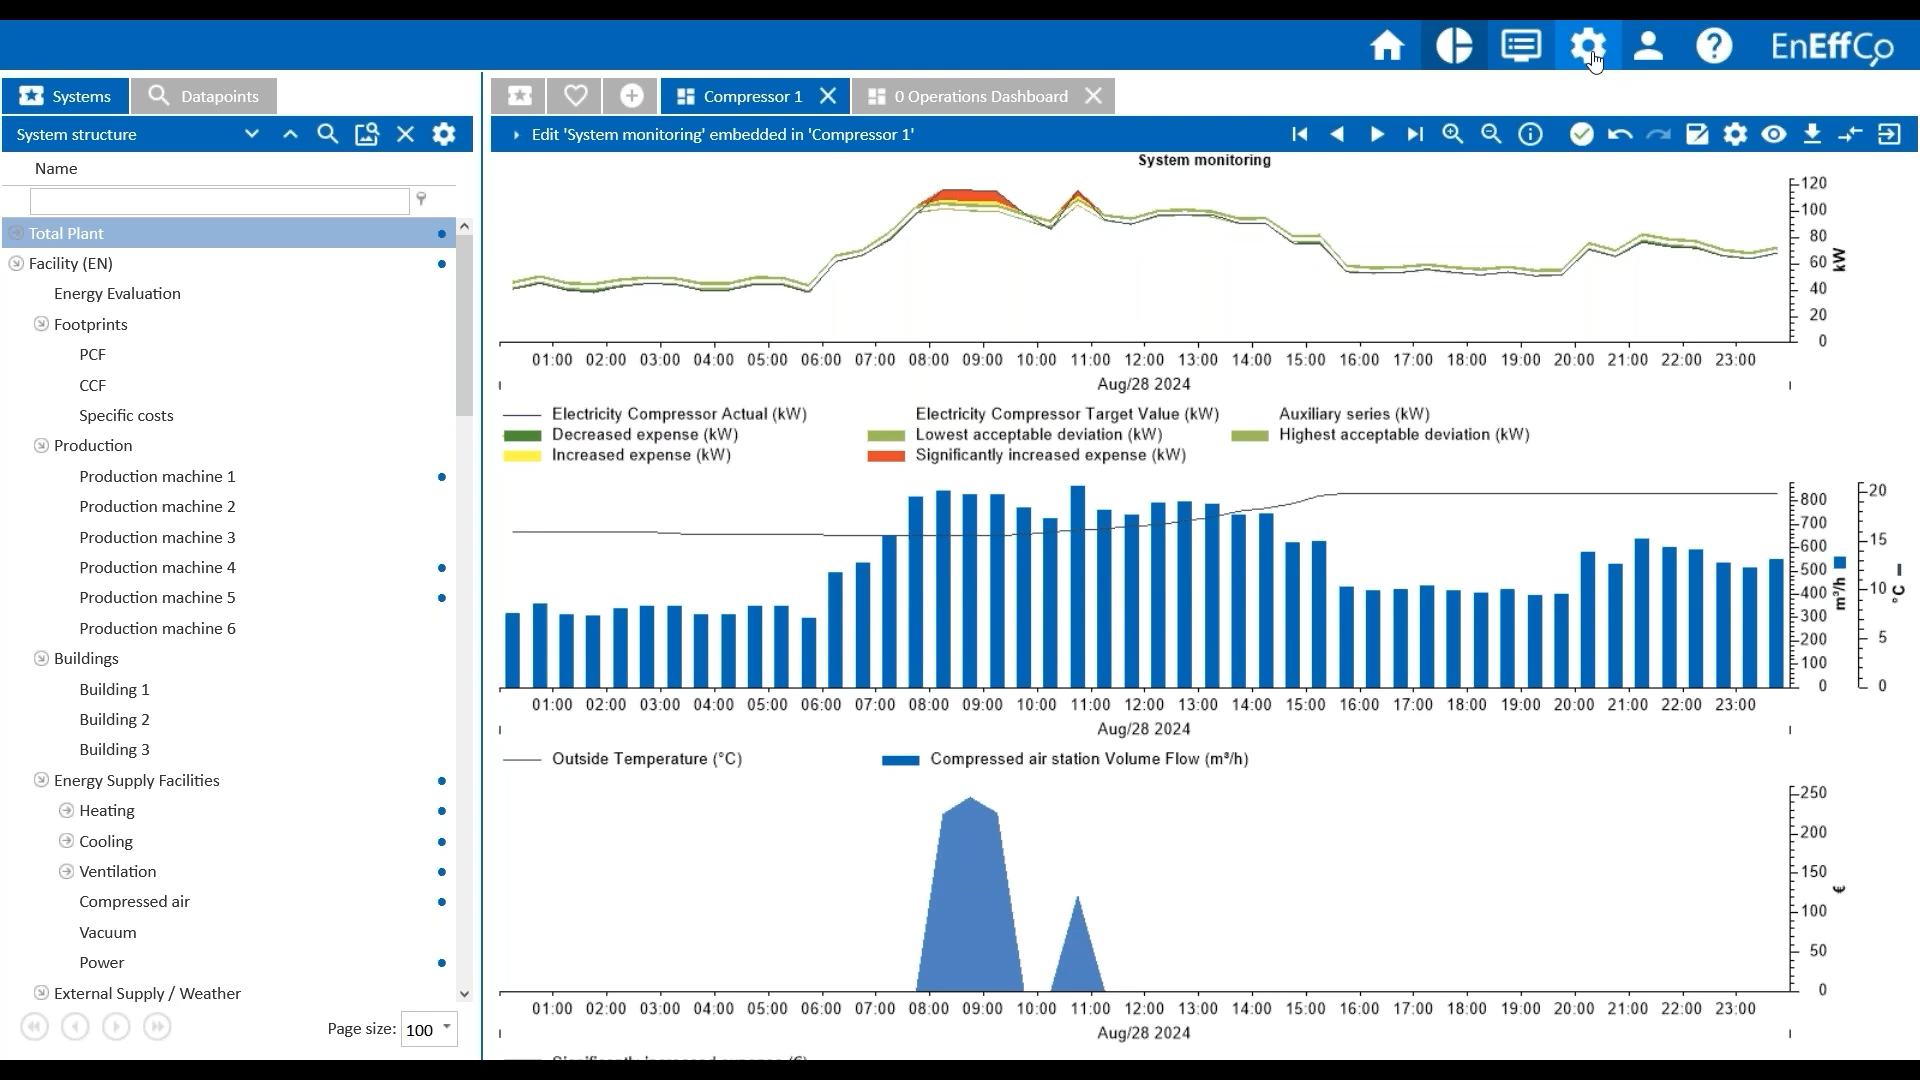 EnEffCo
Systems
Datapoints
Compressor 1
0 Operations Dashboard
System structure
Edit 'System monitoring' embedded in 'Compressor 1'
Name
Total Plant
Facility (EN)
Energy Evaluation
Footprints
PCF
CCF
Specific costs
Production
Production machine 1
Production machine 2
Production machine 3
Production machine 4
Production machine 5
Production machine 6
Buildings
Building 1
Building 2
Building 3
Energy Supply Facilities
Heating
Cooling
Ventilation
Compressed air
Vacuum
Power
External Supply / Weather
Page size: 100
System monitoring
120
100
80
60
40
20
0
kW
01:00 02:00 03:00 04:00 05:00 06:00 07:00 08:00 09:00 10:00 11:00 12:00 13:00 14:00 15:00 16:00 17:00 18:00 19:00 20:00 21:00 22:00 23:00
Aug/28 2024
Electricity Compressor Actual (kW) Electricity Compressor Target Value (kW) Auxiliary series (kW)
Decreased expense (kW) Lowest acceptable deviation (kW) Highest acceptable deviation (kW)
Increased expense (kW) Significantly increased expense (kW)
800
700
600
500
400
300
200
100
0
m³/h
20
15
10
5
0
°C
01:00 02:00 03:00 04:00 05:00 06:00 07:00 08:00 09:00 10:00 11:00 12:00 13:00 14:00 15:00 16:00 17:00 18:00 19:00 20:00 21:00 22:00 23:00
Aug/28 2024
Outside Temperature (°C) Compressed air station Volume Flow (m³/h)
250
200
150
100
50
0
€
01:00 02:00 03:00 04:00 05:00 06:00 07:00 08:00 09:00 10:00 11:00 12:00 13:00 14:00 15:00 16:00 17:00 18:00 19:00 20:00 21:00 22:00 23:00
Aug/28 2024